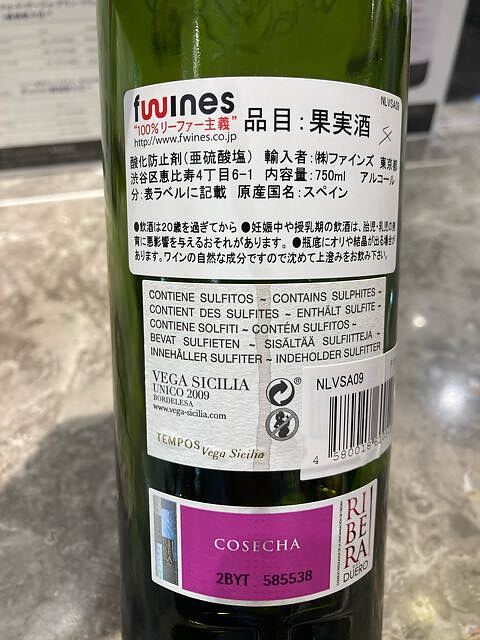 fwines
NLVSA09
"100%リーファー主義"
品目：果実酒
http://www.fwines.co.jp
酸化防止剤(亜硫酸塩) 輸入者：(株)ファインズ 東京都
渋谷区恵比寿4丁目6-1 内容量：750ml アルコール
分：表ラベルに記載 原産国名：スペイン
●飲酒は20歳を過ぎてから ●妊娠中や授乳期の飲酒は、胎児・乳児の発
育に悪影響を与えるおそれがあります。 ●瓶底にオリや結晶が出る場合が
あります。ワインの自然な成分ですので沈めて上澄みをお飲み下さい。
CONTIENE SULFITOS ~ CONTAINS SULPHITES ~
CONTIENT DES SULFITES ~ ENTHÄLT SULFITE ~
CONTIENE SOLFITI ~ CONTÉM SULFITOS ~
BEVAT SULFIETEN ~ SISÄLTÄÄ SULFIITTEJA ~
INNEHÅLLER SULFITER ~ INDEHOLDER SULFITTER
VEGA SICILIA
UNICO 2009
BORDELESA
www.vega-sicilia.com
TEMPOS Vega Sicilia
NLVSA09
COSECHA
2BYT 585538
RIBERA
DUERO